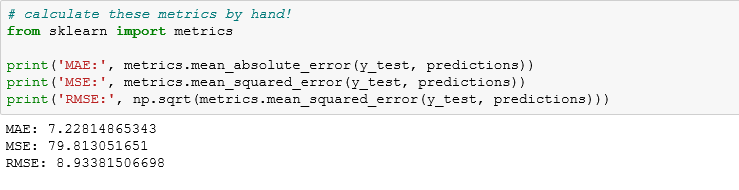 # calculate these metrics by hand!
from sklearn import metrics
print('MAE:', metrics.mean_absolute_error(y_test, predictions))
print('MSE:', metrics.mean_squared_error(y_test, predictions))
print('RMSE:', np.sqrt(metrics.mean_squared_error(y_test, predictions)))
MAE: 7.22814865343
MSE: 79.813051651
RMSE: 8.93381506698